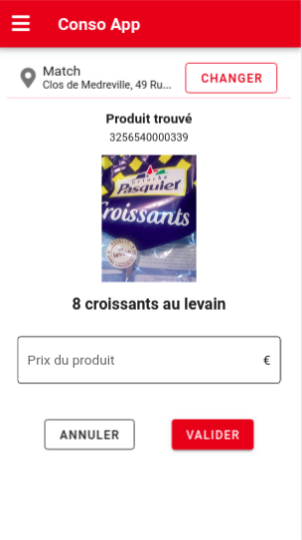 Conso App
Match
Clos de Medreville, 49 Ru...
CHANGER
Produit trouvé
3256540000339
Brioche
Pasquier
Croissants
8 croissants au levain
Prix du produit
€
ANNULER
VALIDER